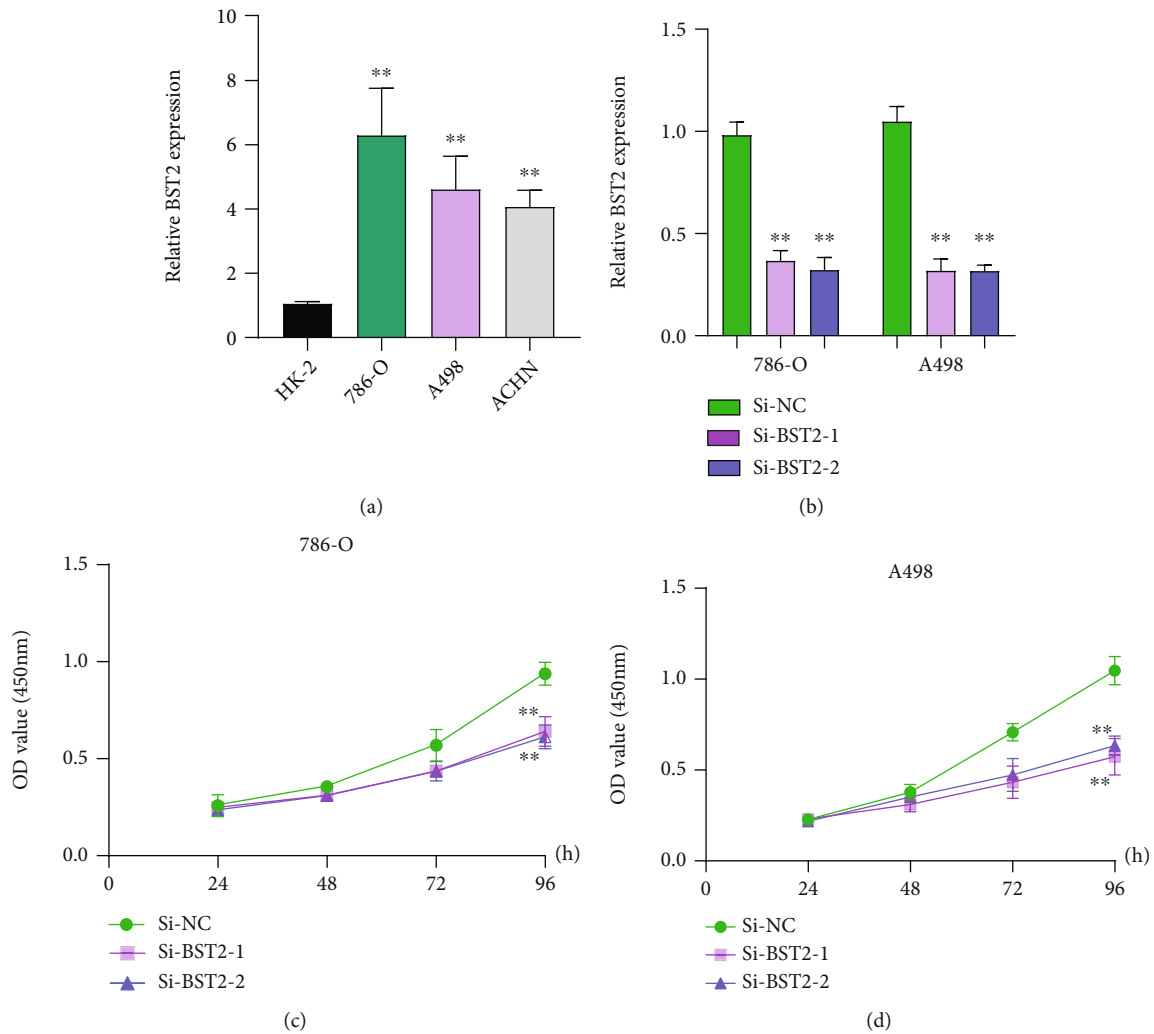 Relative BST2 expression
10
8
6
4
2
0
**
**
**
HK-2
786-O
A498
ACHN
(a)
Relative BST2 expression
1.5
1.0
0.5
0.0
**
**
**
**
786-O
A498
Si-NC
Si-BST2-1
Si-BST2-2
(b)
786-O
OD value (450nm)
1.5
1.0
0.5
0.0
**
**
0
24
48
72
96
(h)
Si-NC
Si-BST2-1
Si-BST2-2
(c)
A498
OD value (450nm)
1.5
1.0
0.5
0.0
**
**
0
24
48
72
96
(h)
Si-NC
Si-BST2-1
Si-BST2-2
(d)